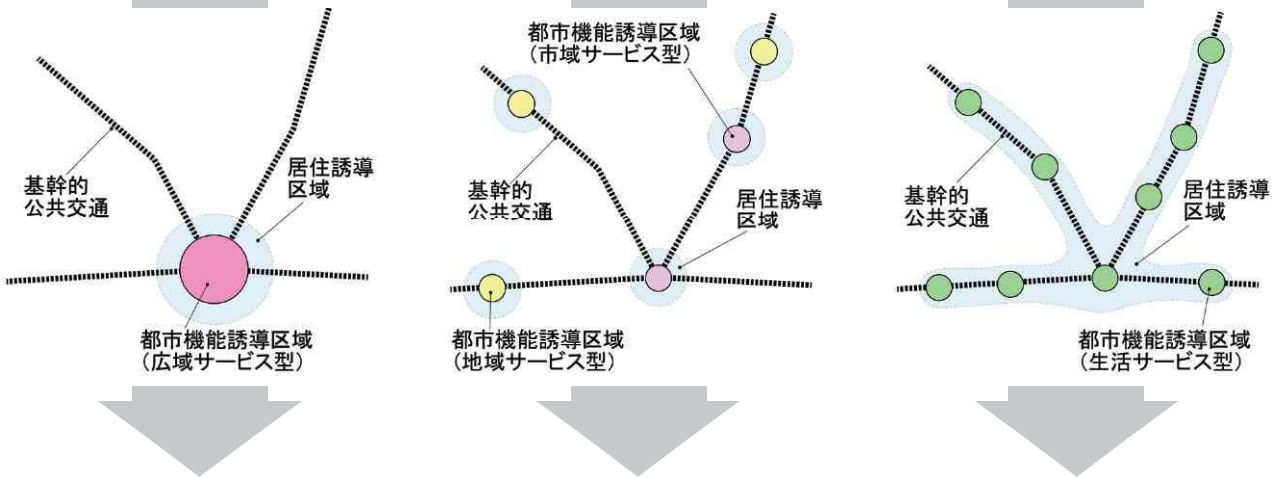 基幹的
公共交通
居住誘導
区域
都市機能誘導区域
（広域サービス型）
都市機能誘導区域
（市域サービス型）
基幹的
公共交通
居住誘導
区域
都市機能誘導区域
（地域サービス型）
基幹的
公共交通
居住誘導
区域
都市機能誘導区域
（生活サービス型）